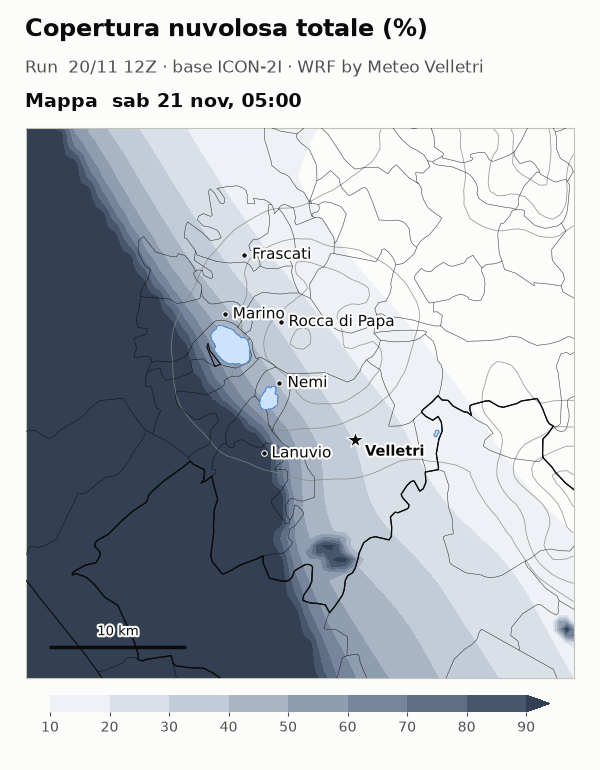 Copertura nuvolosa totale (%)
Run 20/11 12Z · base ICON-2I · WRF by Meteo Velletri
Mappa sab 21 nov, 05:00
Frascati
Marino
Rocca di Papa
Nemi
Velletri
Lanuvio
10 km
10 20 30 40 50 60 70 80 90